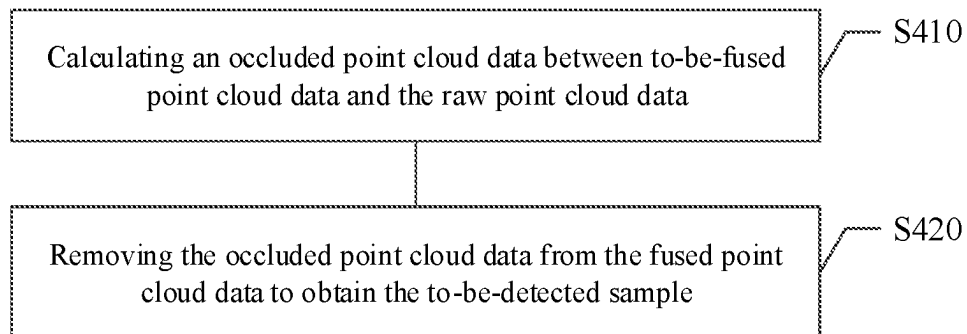 S410
Calculating an occluded point cloud data between to-be-fused
point cloud data and the raw point cloud data
S420
Removing the occluded point cloud data from the fused point
cloud data to obtain the to-be-detected sample